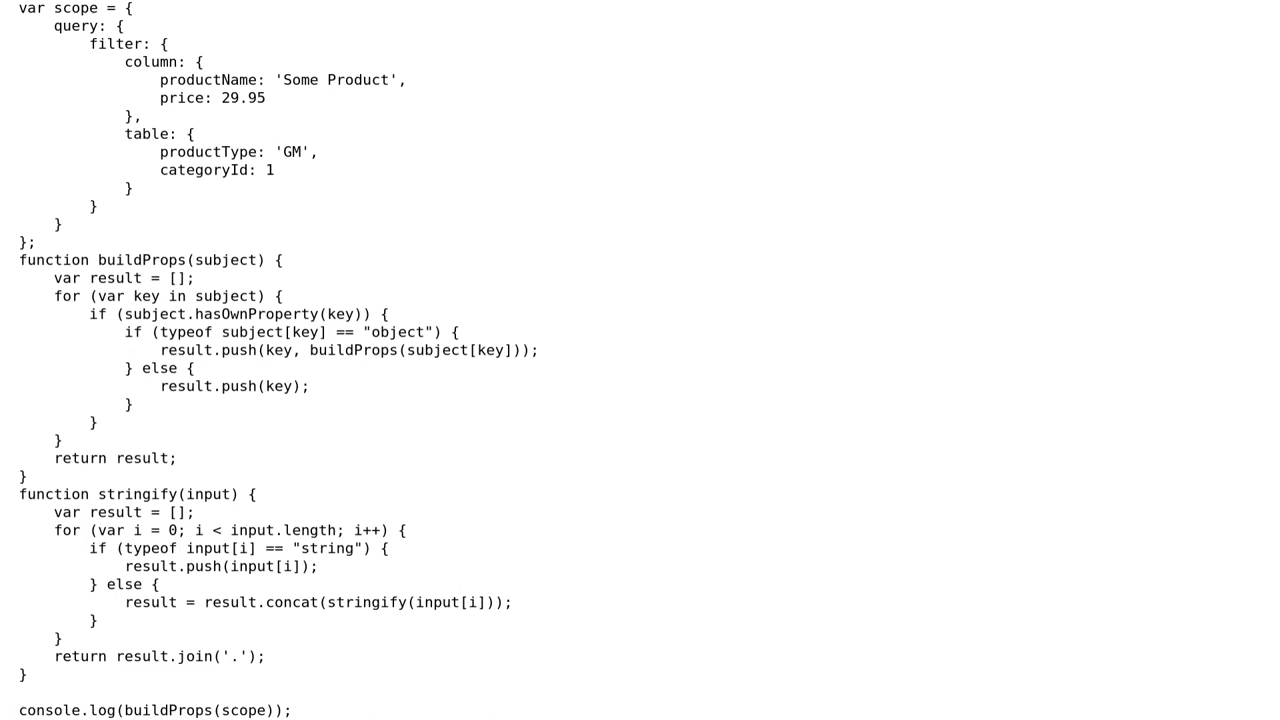 var scope = {
    query: {
        filter: {
            column: {
                productName: 'Some Product',
                price: 29.95
            },
            table: {
                productType: 'GM',
                categoryId: 1
            }
        }
    }
};
function buildProps(subject) {
    var result = [];
    for (var key in subject) {
        if (subject.hasOwnProperty(key)) {
            if (typeof subject[key] == "object") {
                result.push(key, buildProps(subject[key]));
            } else {
                result.push(key);
            }
        }
    }
    return result;
}
function stringify(input) {
    var result = [];
    for (var i = 0; i < input.length; i++) {
        if (typeof input[i] == "string") {
            result.push(input[i]);
        } else {
            result = result.concat(stringify(input[i]));
        }
    }
    return result.join('.');
}

console.log(buildProps(scope));